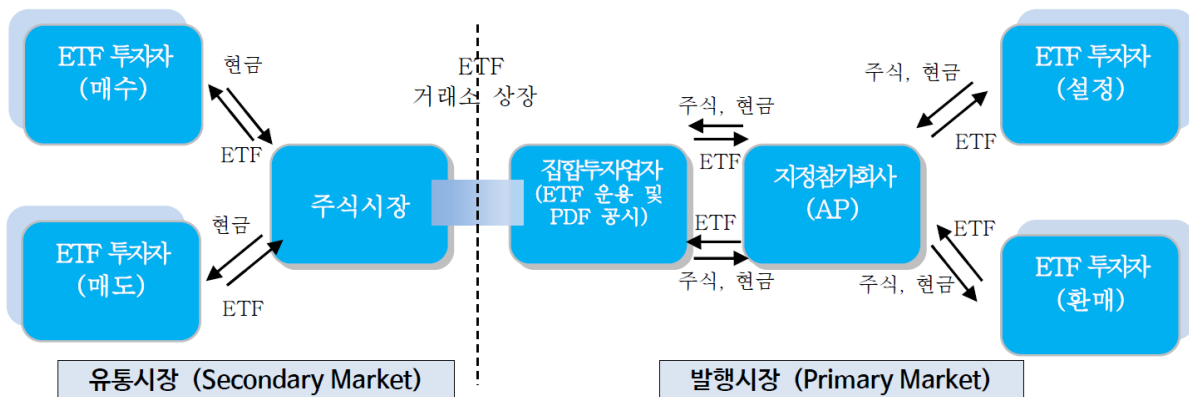 ETF 투자자
(매수)
현금
ETF
ETF 투자자
(매도)
현금
ETF
주식시장
ETF
거래소 상장
집합투자업자
(ETF 운용 및
PDF 공시)
주식, 현금
ETF
ETF
주식, 현금
지정참가회사
(AP)
주식, 현금
ETF
ETF 투자자
(설정)
ETF
주식, 현금
ETF 투자자
(환매)
유통시장 (Secondary Market)
발행시장 (Primary Market)